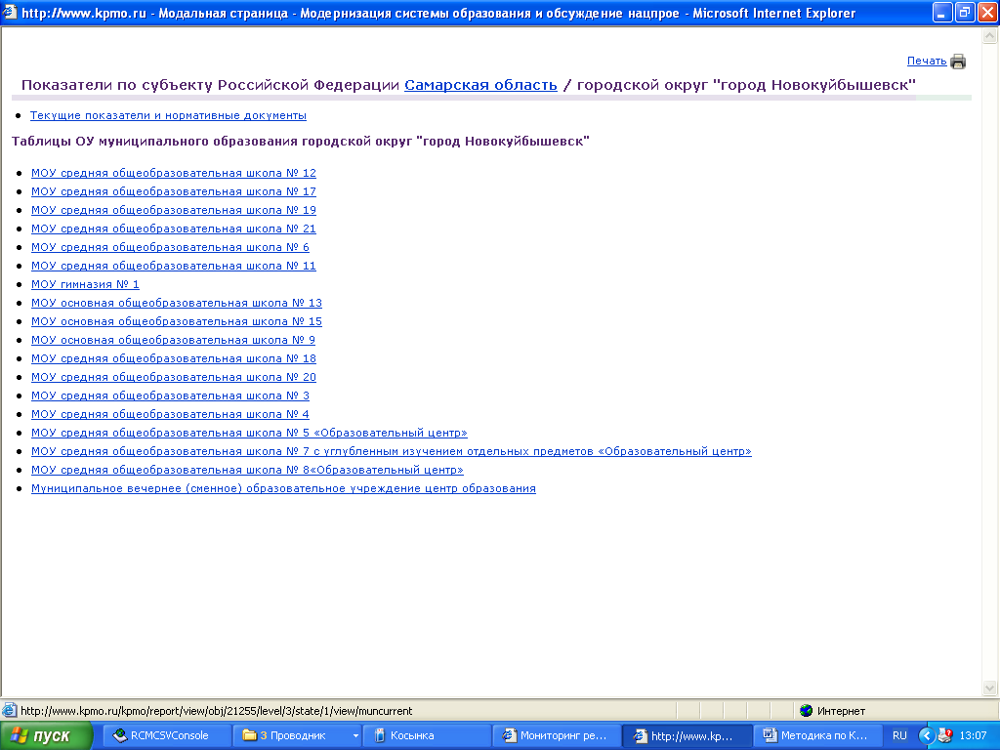 http://www.kpmo.ru - Модальная страница - Модернизация системы образования и обсуждение нацпрое - Microsoft Internet Explorer
Печать
Показатели по субъекту Российской Федерации Самарская область / городской округ "город Новокуйбышевск"
Текущие показатели и нормативные документы
Таблицы ОУ муниципального образования городской округ "город Новокуйбышевск"
МОУ средняя общеобразовательная школа № 12
МОУ средняя общеобразовательная школа № 17
МОУ средняя общеобразовательная школа № 19
МОУ средняя общеобразовательная школа № 21
МОУ средняя общеобразовательная школа № 6
МОУ средняя общеобразовательная школа № 11
МОУ гимназия № 1
МОУ основная общеобразовательная школа № 13
МОУ основная общеобразовательная школа № 15
МОУ основная общеобразовательная школа № 9
МОУ средняя общеобразовательная школа № 18
МОУ средняя общеобразовательная школа № 20
МОУ средняя общеобразовательная школа № 3
МОУ средняя общеобразовательная школа № 4
МОУ средняя общеобразовательная школа № 5 «Образовательный центр»
МОУ средняя общеобразовательная школа № 7 с углубленным изучением отдельных предметов «Образовательный центр»
МОУ средняя общеобразовательная школа № 8«Образовательный центр»
Муниципальное вечернее (сменное) образовательное учреждение центр образования
http://www.kpmo.ru/kpmo/report/view/obj/21255/level/3/state/1/view/muncurrent
Интернет
пуск
RCMCSVConsole
3 Проводник
Косынка
Мониторинг ре...
http://www.kp...
Методика по К...
RU
13:07